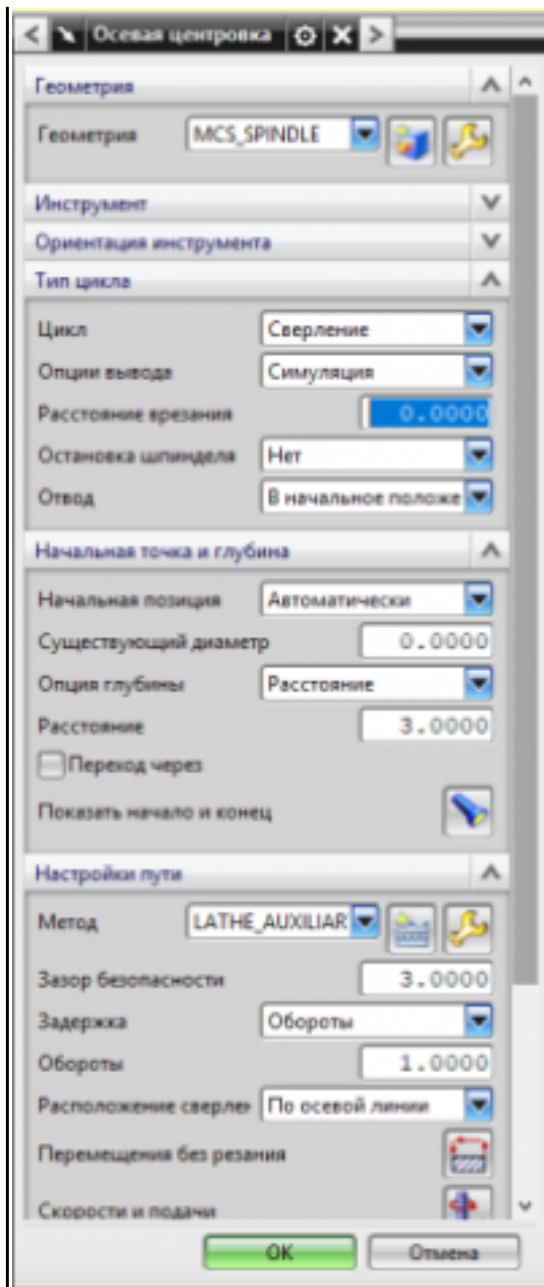 Осевая центровка
Геометрия
Геометрия MCS_SPINDLE
Инструмент
Ориентация инструмента
Тип цикла
Цикл Сверление
Опции вывода Симуляция
Расстояние врезания 0.0000
Остановка шпинделя Нет
Отвод В начальное положе
Начальная точка и глубина
Начальная позиция Автоматически
Существующий диаметр 0.0000
Опция глубины Расстояние
Расстояние 3.0000
Переход через
Показать начало и конец
Настройки пути
Метод LATHE_AUXILIAR
Зазор безопасности 3.0000
Задержка Обороты
Обороты 1.0000
Расположение сверлен По осевой линии
Перемещения без резания
Скорости и подачи
OK Отмена